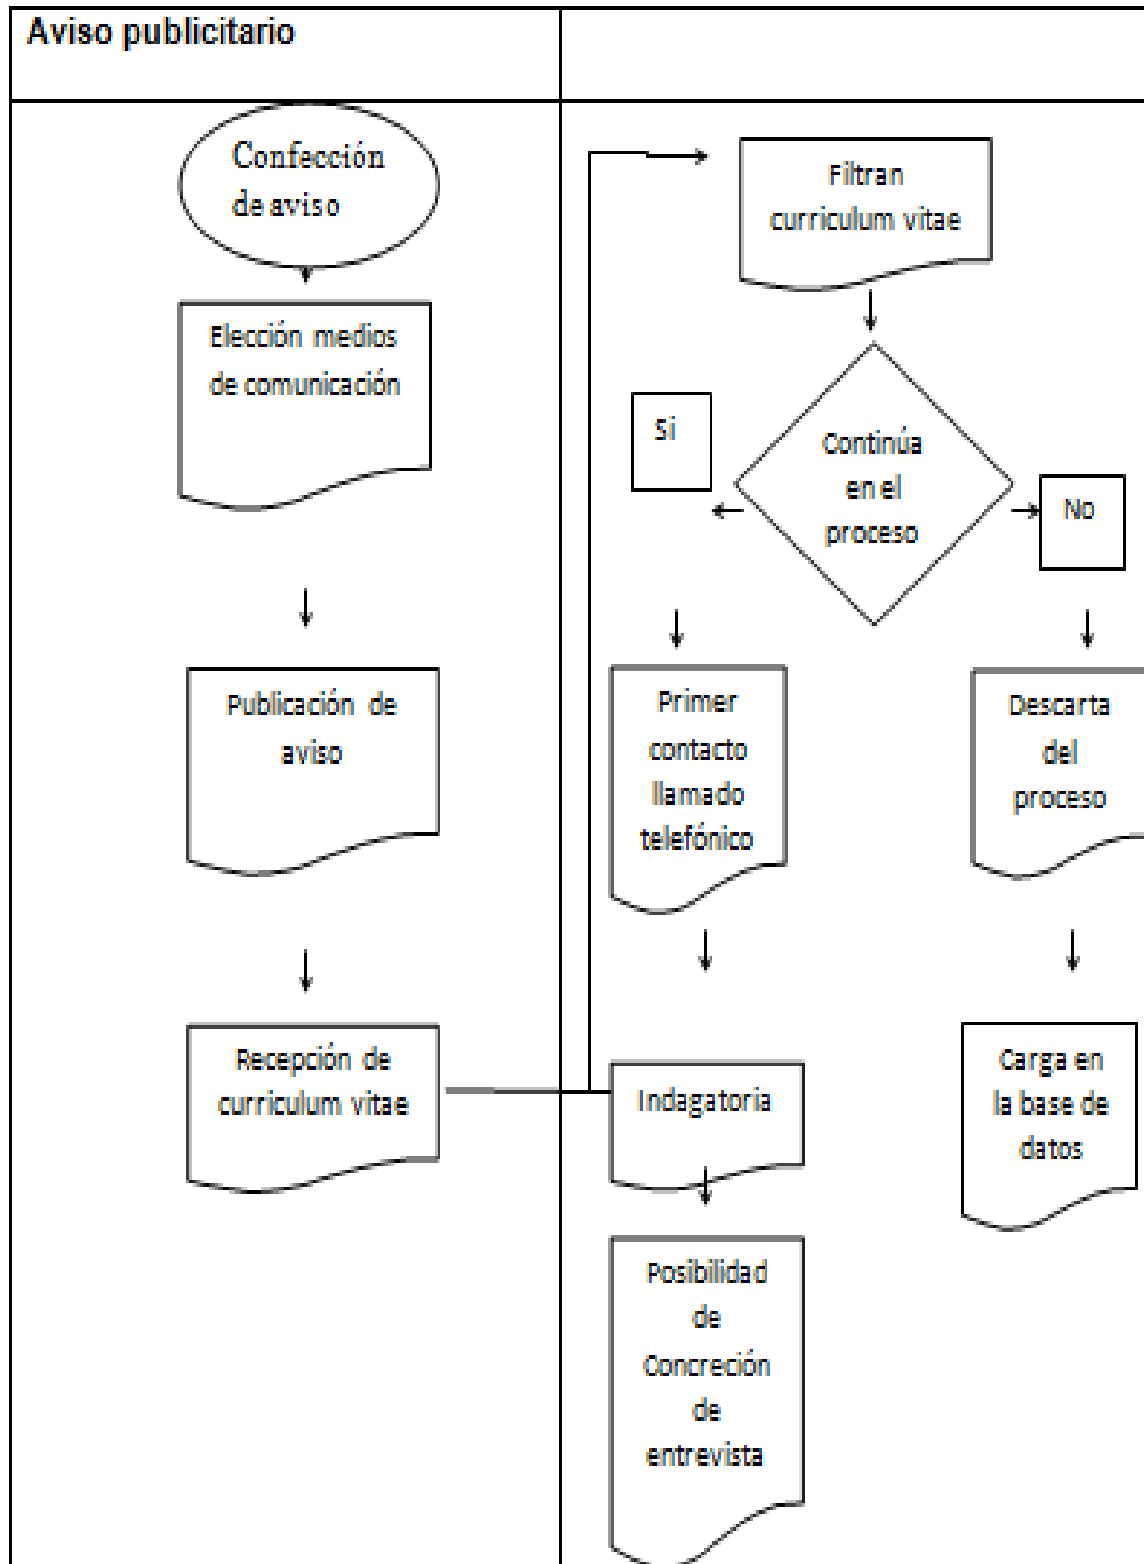 Aviso publicitario
Confección
de aviso
Elección medios
de comunicación
Publicación de
aviso
Recepción de
curriculum vitae
Filtran
curriculum vitae
Continúa
en el
proceso
Si
No
Primer
contacto
llamado
telefónico
Descarta
del
proceso
Indagatoria
Carga en
la base de
datos
Posibilidad
de
Concreción
de
entrevista